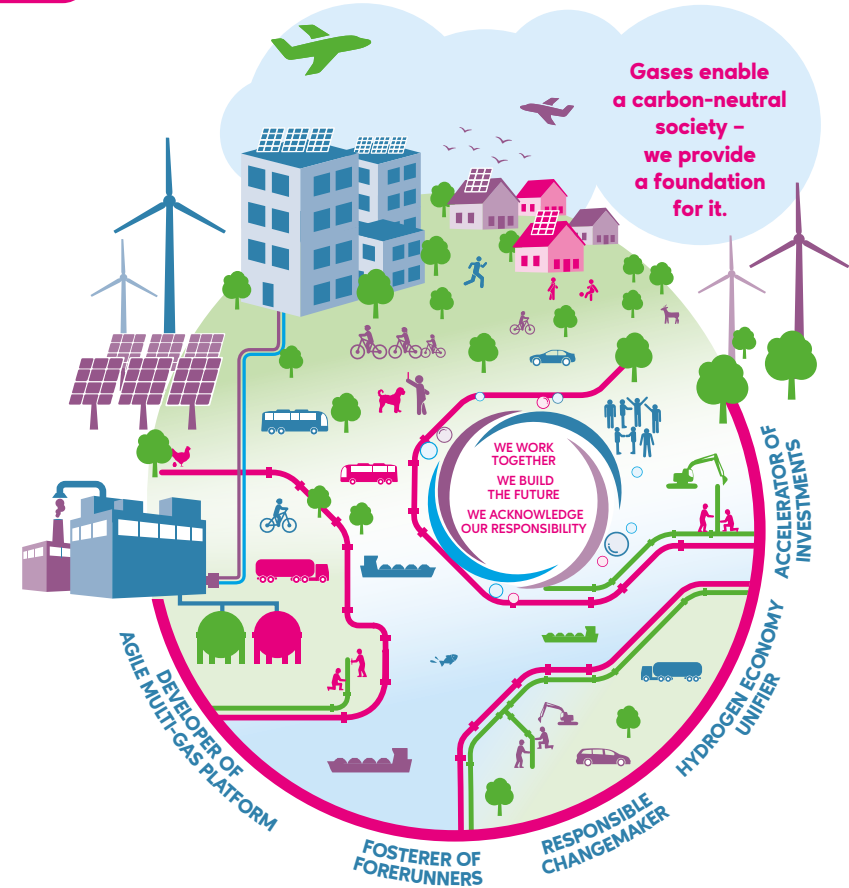 Gases enable
a carbon-neutral
society –
we provide
a foundation
for it.
WE WORK
TOGETHER
WE BUILD
THE FUTURE
WE ACKNOWLEDGE
OUR RESPONSIBILITY
DEVELOPER OF
AGILE MULTI-GAS PLATFORM
FOSTERER OF
FORERUNNERS
RESPONSIBLE
CHANGEMAKER
HYDROGEN ECONOMY
UNIFIER
ACCELERATOR OF
INVESTMENTS